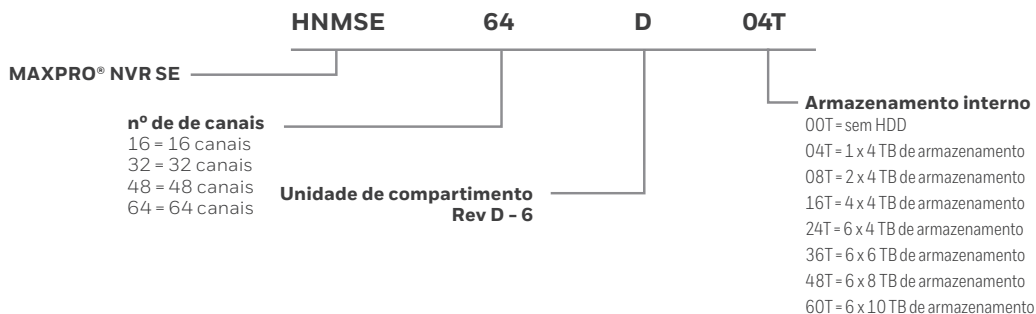 HNMSE 64 D 04T
MAXPRO® NVR SE
nº de de canais
16 = 16 canais
32 = 32 canais
48 = 48 canais
64 = 64 canais
Unidade de compartimento
Rev D - 6
Armazenamento interno
00T = sem HDD
04T = 1 x 4 TB de armazenamento
08T = 2 x 4 TB de armazenamento
16T = 4 x 4 TB de armazenamento
24T = 6 x 4 TB de armazenamento
36T = 6 x 6 TB de armazenamento
48T = 6 x 8 TB de armazenamento
60T = 6 x 10 TB de armazenamento